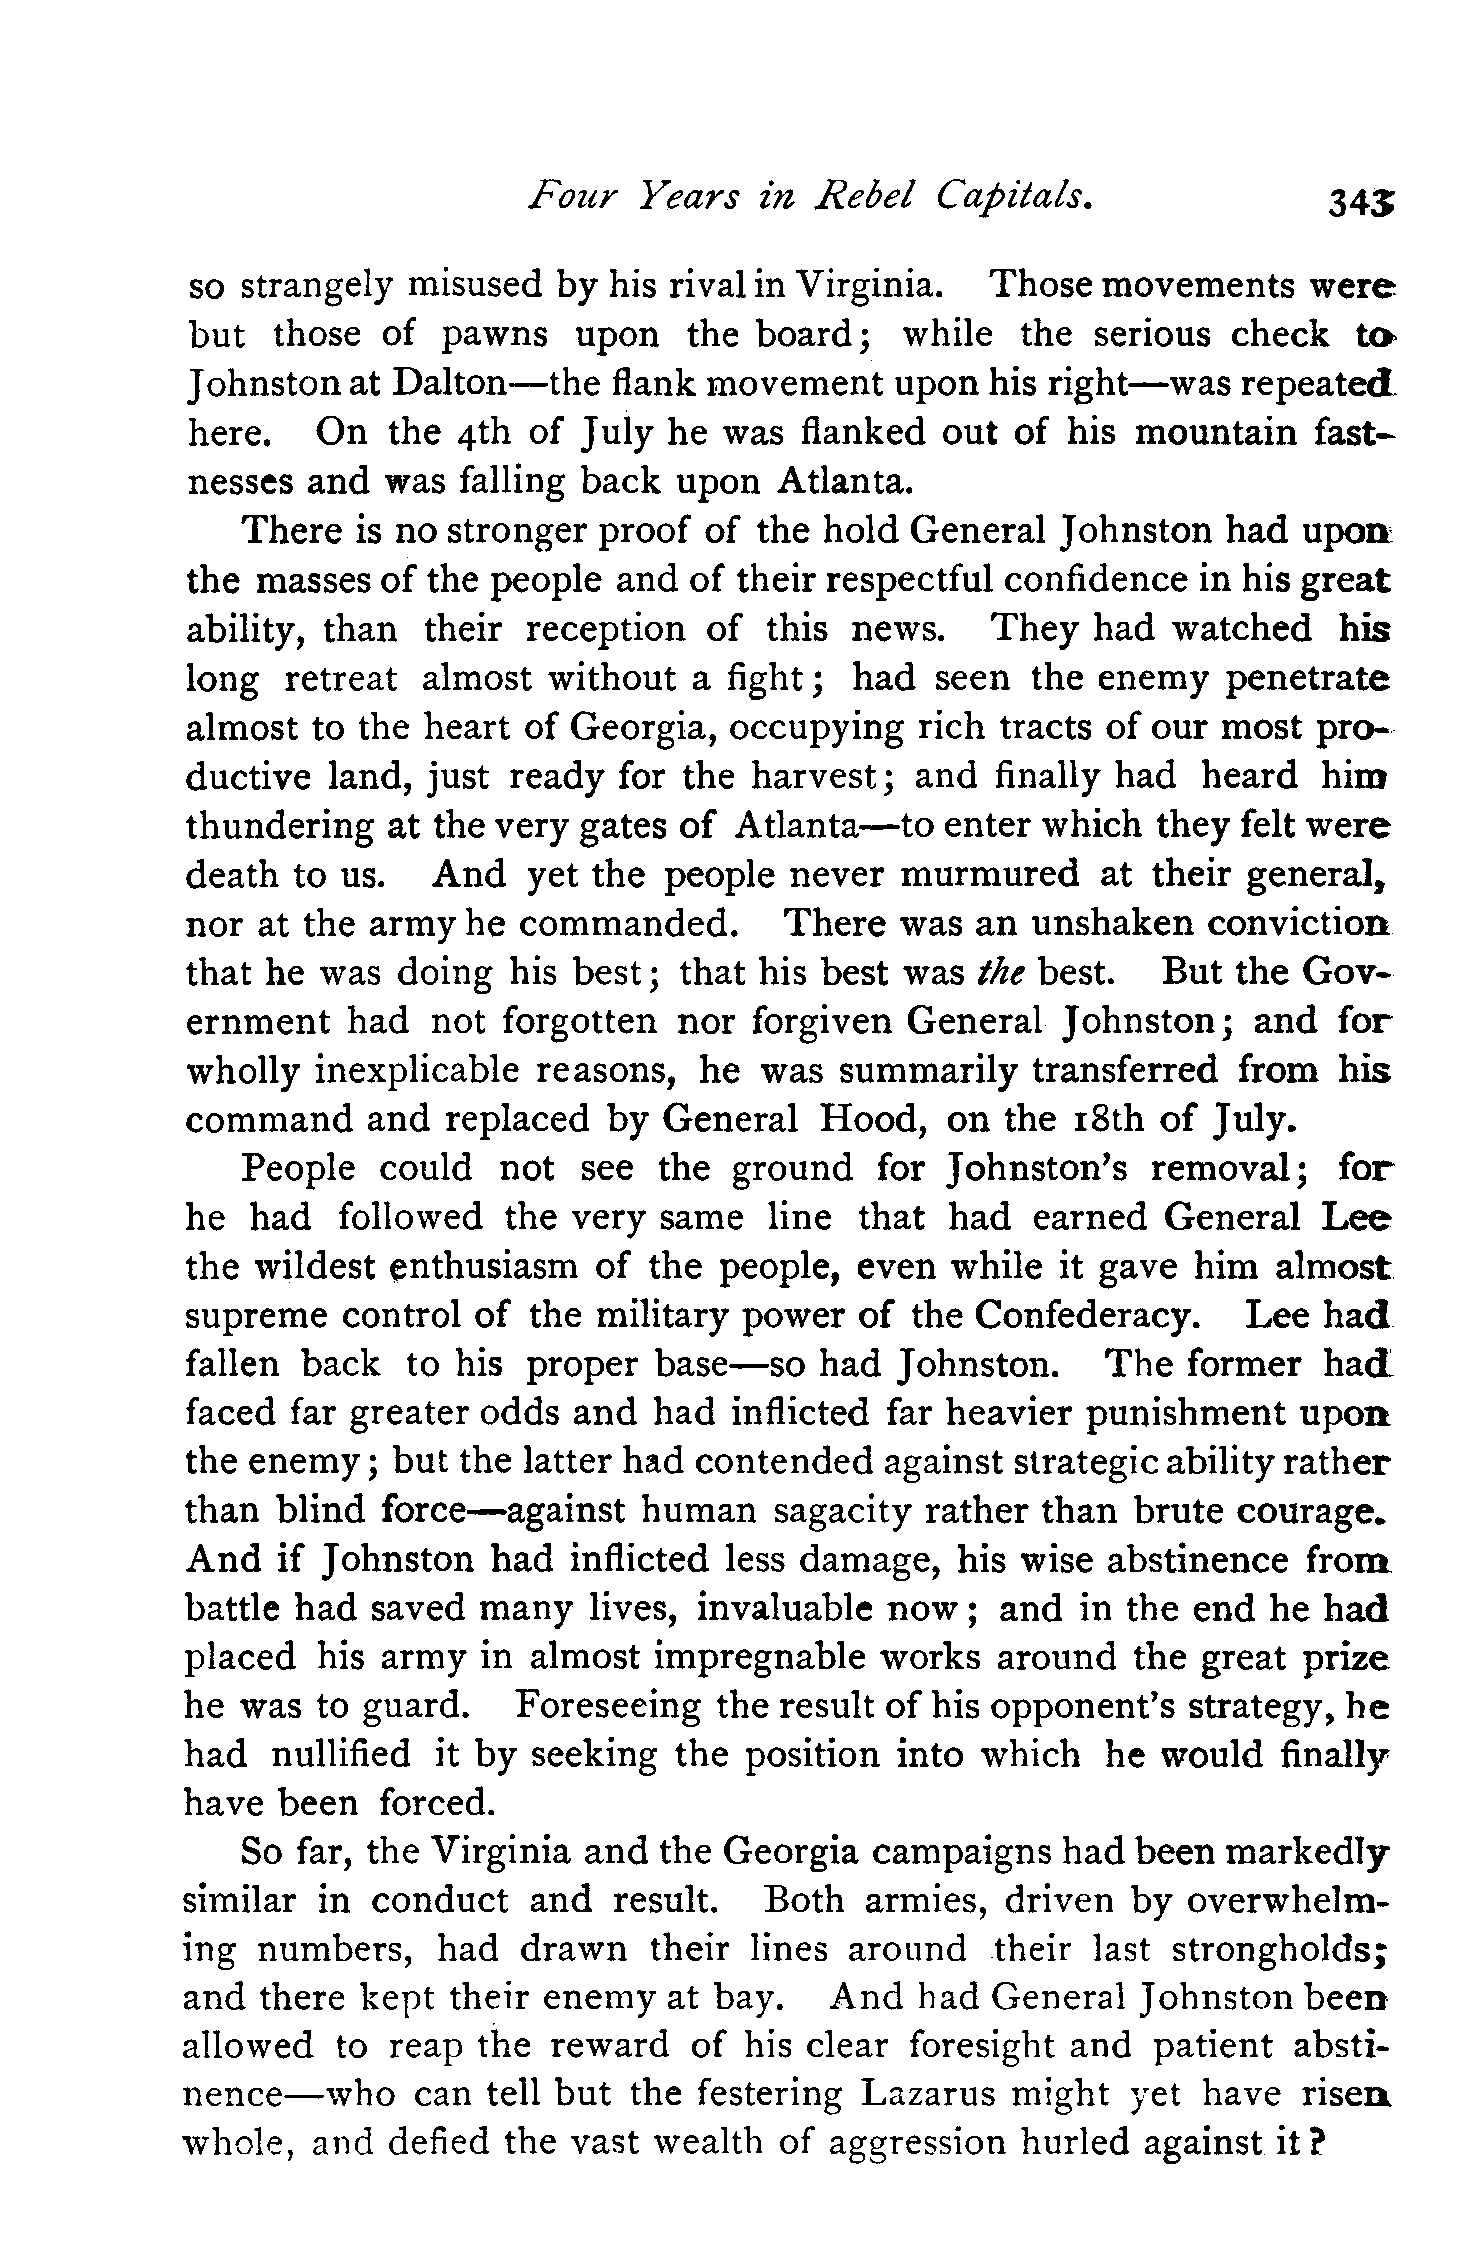 Four Years in Rebel Capitals. 343
so strangely misused by his rival in Virginia. Those movements were
but those of pawns upon the board; while the serious check to
Johnston at Dalton—the flank movement upon his right—was repeated
here. On the 4th of July he was flanked out of his mountain fast-
nesses and was falling back upon Atlanta.
There is no stronger proof of the hold General Johnston had upon
the masses of the people and of their respectful confidence in his great
ability, than their reception of this news. They had watched his
long retreat almost without a fight; had seen the enemy penetrate
almost to the heart of Georgia, occupying rich tracts of our most pro-
ductive land, just ready for the harvest; and finally had heard him
thundering at the very gates of Atlanta—to enter which they felt were
death to us. And yet the people never murmured at their general,
nor at the army he commanded. There was an unshaken conviction
that he was doing his best; that his best was the best. But the Gov-
ernment had not forgotten nor forgiven General Johnston; and for
wholly inexplicable reasons, he was summarily transferred from his
command and replaced by General Hood, on the 18th of July.
People could not see the ground for Johnston's removal; for
he had followed the very same line that had earned General Lee
the wildest enthusiasm of the people, even while it gave him almost
supreme control of the military power of the Confederacy. Lee had
fallen back to his proper base—so had Johnston. The former had
faced far greater odds and had inflicted far heavier punishment upon
the enemy; but the latter had contended against strategic ability rather
than blind force—against human sagacity rather than brute courage.
And if Johnston had inflicted less damage, his wise abstinence from
battle had saved many lives, invaluable now; and in the end he had
placed his army in almost impregnable works around the great prize
he was to guard. Foreseeing the result of his opponent's strategy, he
had nullified it by seeking the position into which he would finally
have been forced.
So far, the Virginia and the Georgia campaigns had been markedly
similar in conduct and result. Both armies, driven by overwhelm-
ing numbers, had drawn their lines around their last strongholds;
and there kept their enemy at bay. And had General Johnston been
allowed to reap the reward of his clear foresight and patient absti-
nence—who can tell but the festering Lazarus might yet have risen
whole, and defied the vast wealth of aggression hurled against it?